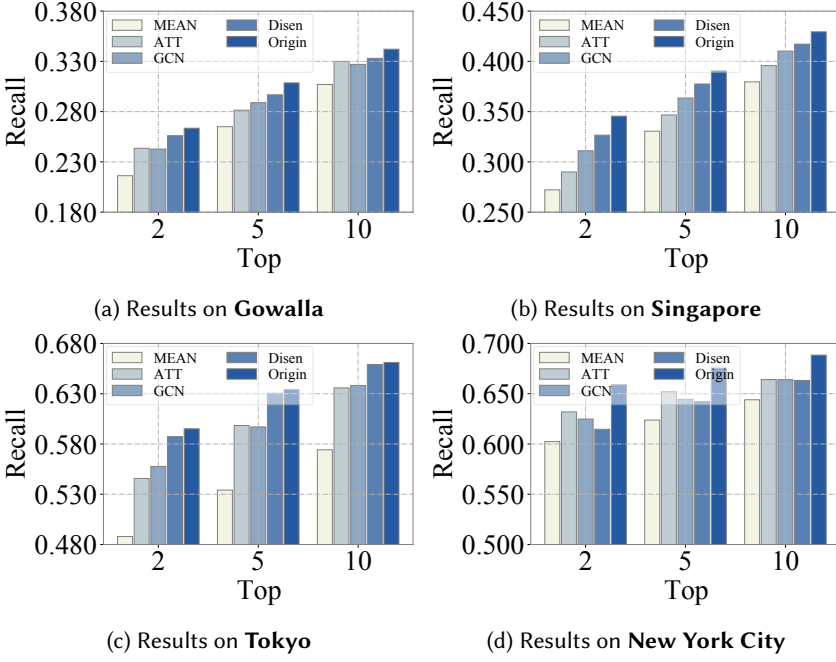 0.380
0.330
0.280
0.230
0.180
Recall
MEAN
ATT
GCN
Disen
Origin
2 5 10
Top
(a) Results on Gowalla
0.450
0.400
0.350
0.300
0.250
Recall
MEAN
ATT
GCN
Disen
Origin
2 5 10
Top
(b) Results on Singapore
0.680
0.630
0.580
0.530
0.480
Recall
MEAN
ATT
GCN
Disen
Origin
2 5 10
Top
(c) Results on Tokyo
0.700
0.650
0.600
0.550
0.500
Recall
MEAN
ATT
GCN
Disen
Origin
2 5 10
Top
(d) Results on New York City